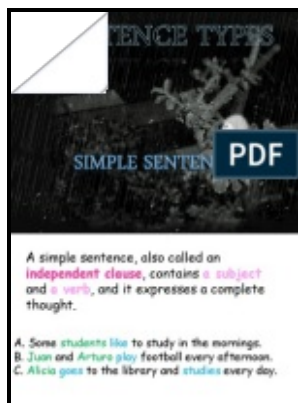 TENCE TYPES
SIMPLE SENTEN
PDF
A simple sentence, also called an
independent clause, contains a subject
and a verb, and it expresses a complete
thought.
A. Some students like to study in the mornings.
B. Juan and Arturo play football every afternoon.
C. Alicia goes to the library and studies every day.